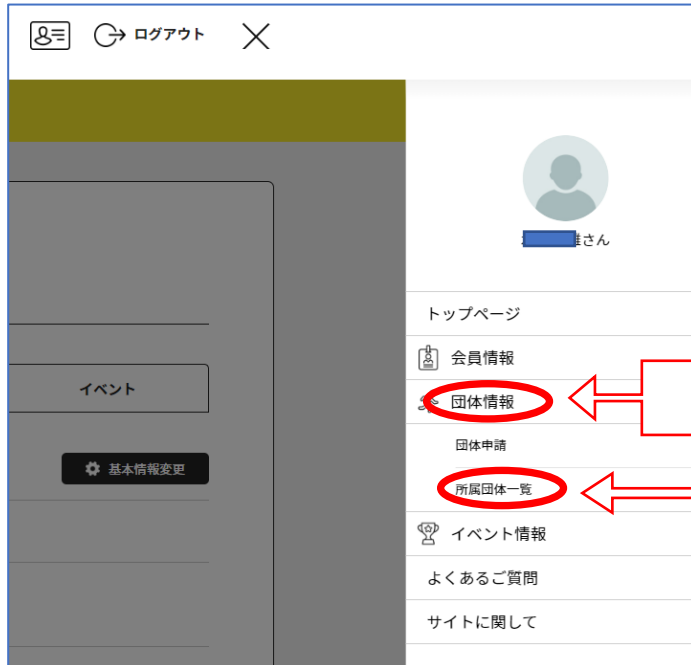 ログアウト
さん
トップページ
会員情報
イベント
団体情報
団体申請
基本情報変更
所属団体一覧
イベント情報
よくあるご質問
サイトに関して